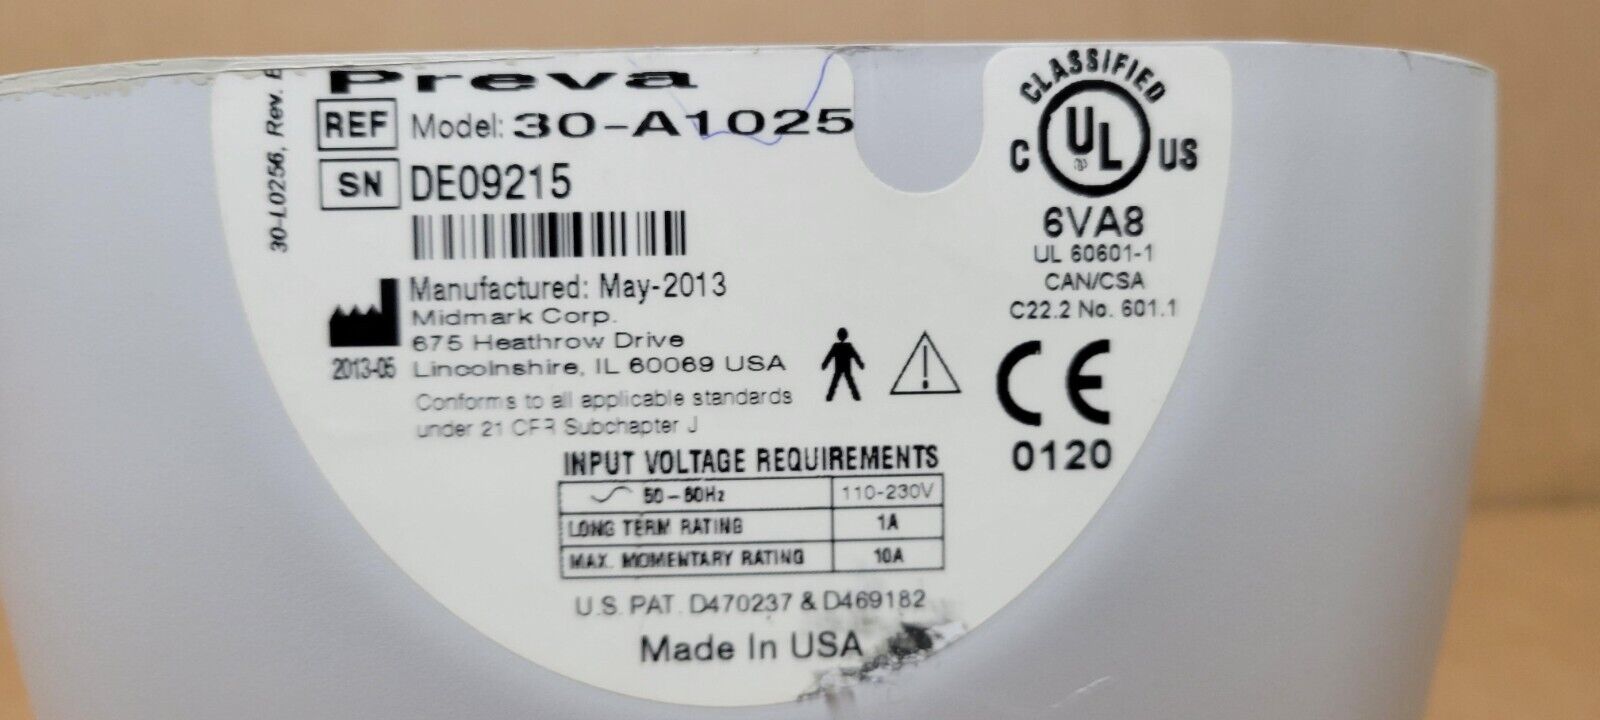 Preva
REF Model: 30-A1025
SN DE09215
Manufactured: May-2013
Midmark Corp.
675 Heathrow Drive
2013-05 Lincolnshire, IL 60069 USA
Conforms to all applicable standards
under 21 CFR Subchapter J
30-L0256, Rev.
CLASSIFIED
C UL US
6VA8
UL 60601-1
CAN/CSA
C22.2 No. 601.1
CE
0120
INPUT VOLTAGE REQUIREMENTS
50-60Hz 110-230V
LONG TERM RATING 1A
MAX. MOMENTARY RATING 10A
U.S. PAT. D470237 & D469182
Made In USA